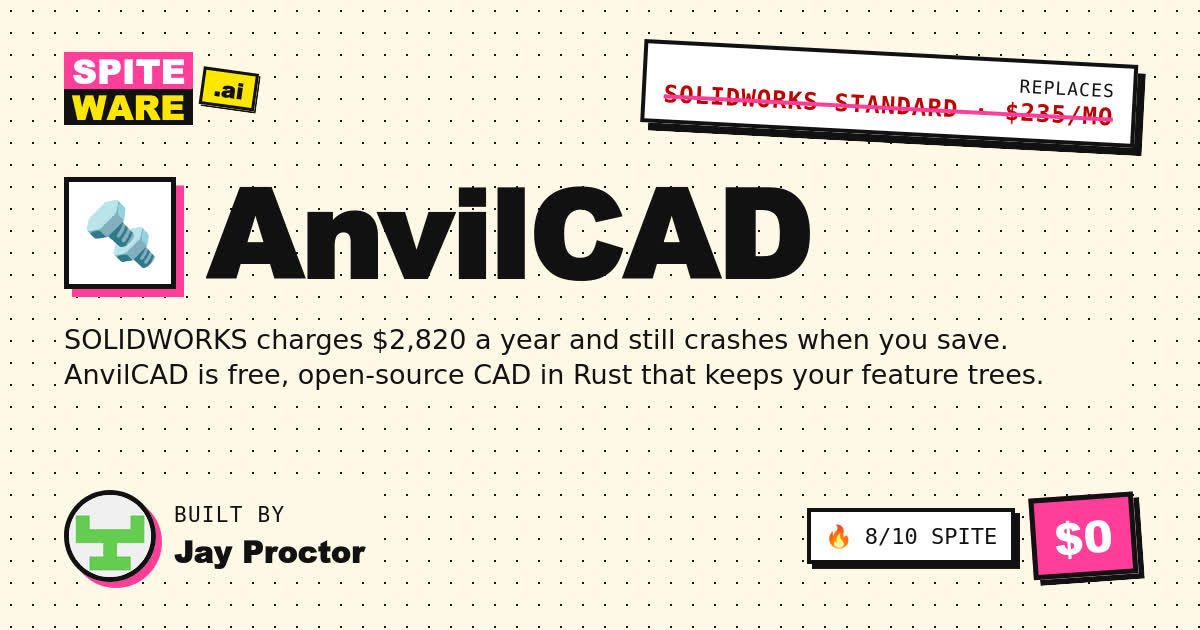 SPITE
WARE
.ai
REPLACES
SOLIDWORKS STANDARD · $235/MO
AnvilCAD
SOLIDWORKS charges $2,820 a year and still crashes when you save.
AnvilCAD is free, open-source CAD in Rust that keeps your feature trees.
BUILT BY
Jay Proctor
🔥 8/10 SPITE
$0